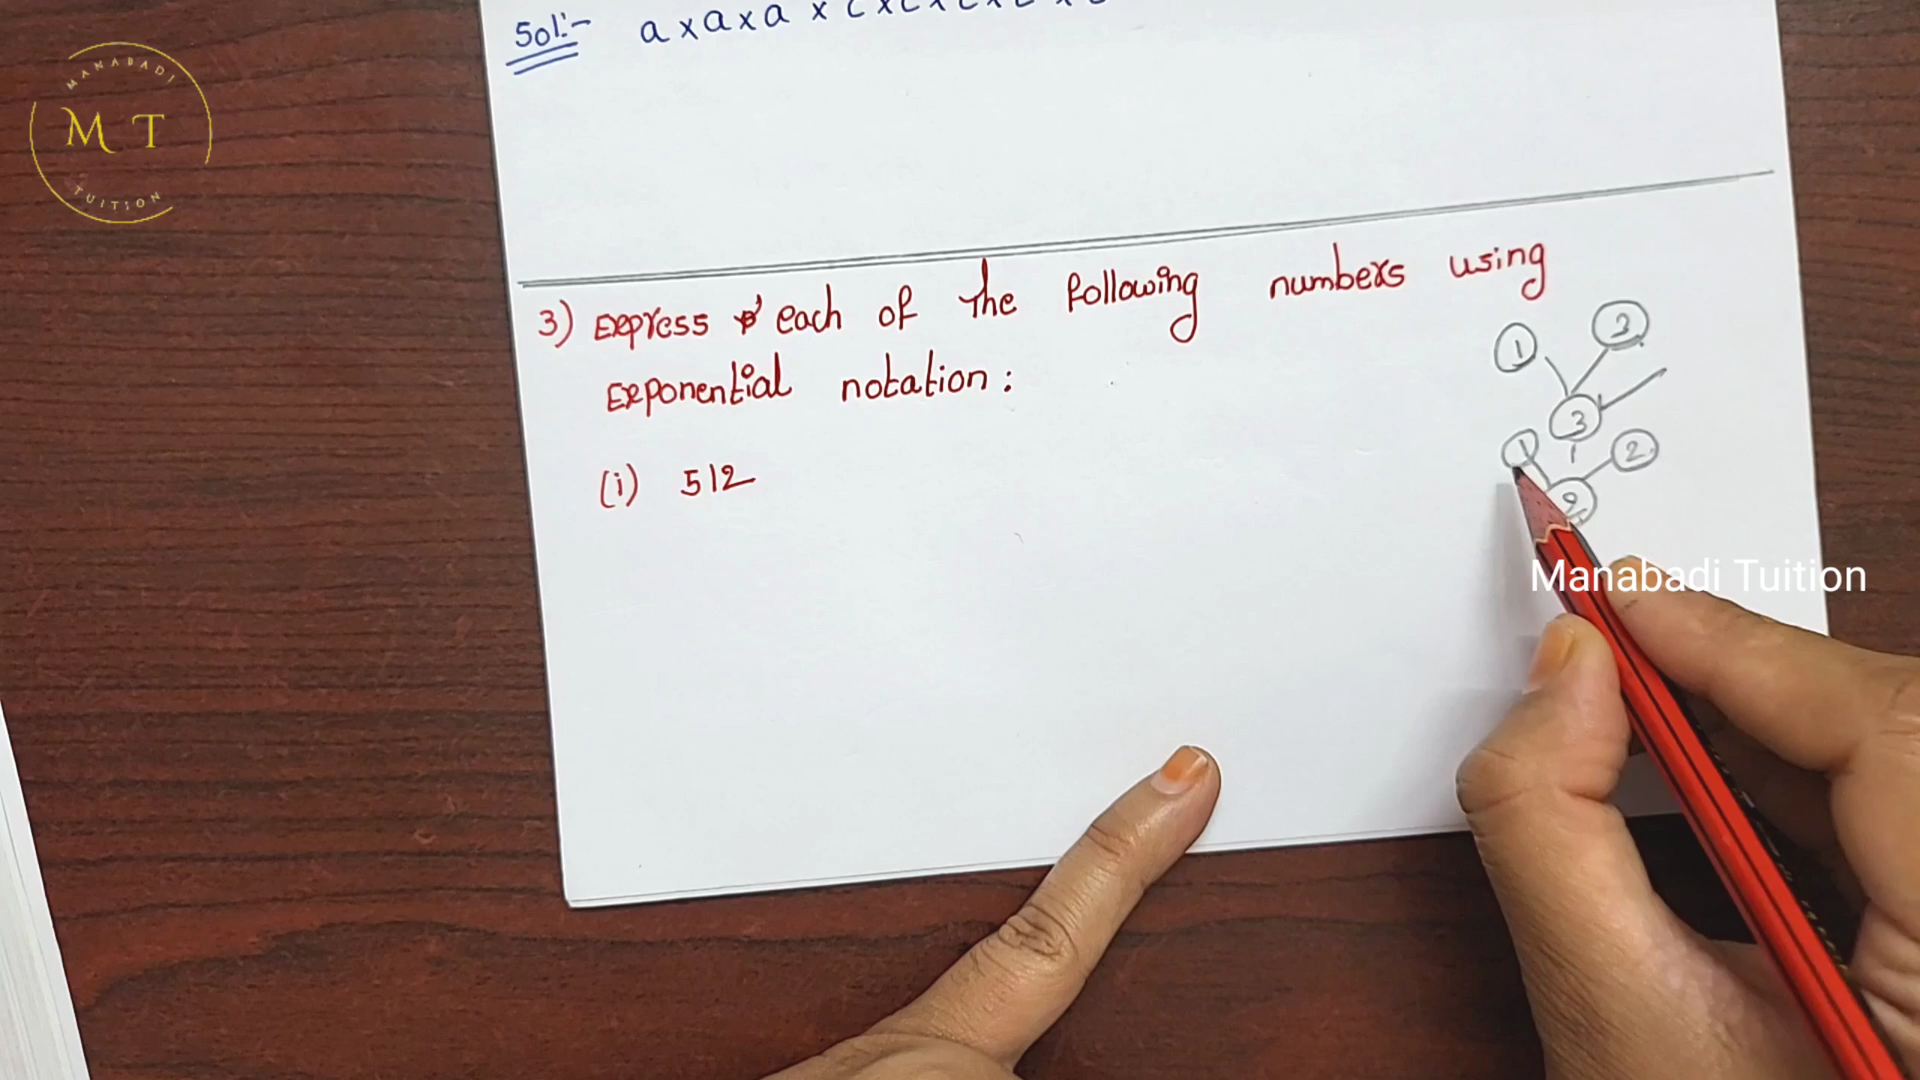 MANABADI
M T
TUITION
Sol:- a x a x a x c x c x c x c x
3) Express each of the following numbers using
Exponential notation:
(i) 512
1 3
3
1 2
2
Manabadi Tuition